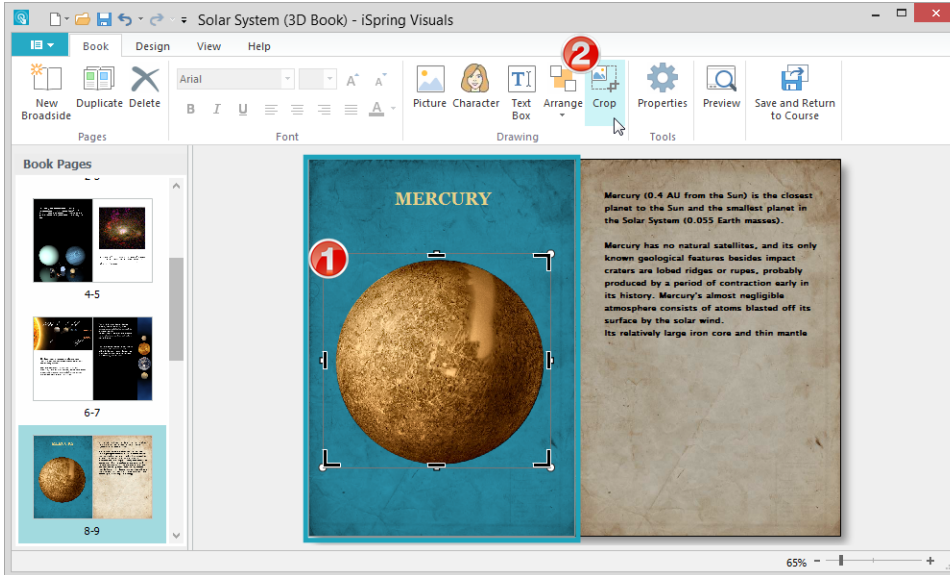 Solar System (3D Book) - iSpring Visuals
Book Design View Help
New
Broadside
Duplicate
Delete
Pages
Arial
B I U
A A
A
Font
Picture
Character
Text
Box
Arrange
Crop
Drawing
Properties
Tools
Preview
Save and Return
to Course
2
Book Pages
2-3
4-5
6-7
MERCURY
8-9
1
MERCURY
Mercury (0.4 AU from the Sun) is the closest
planet to the Sun and the smallest planet in
the Solar System (0.055 Earth masses).
Mercury has no natural satellites, and its only
known geological features besides impact
craters are lobed ridges or rupes, probably
produced by a period of contraction early in
its history. Mercury's almost negligible
atmosphere consists of atoms blasted off its
surface by the solar wind.
Its relatively large iron core and thin mantle
65%